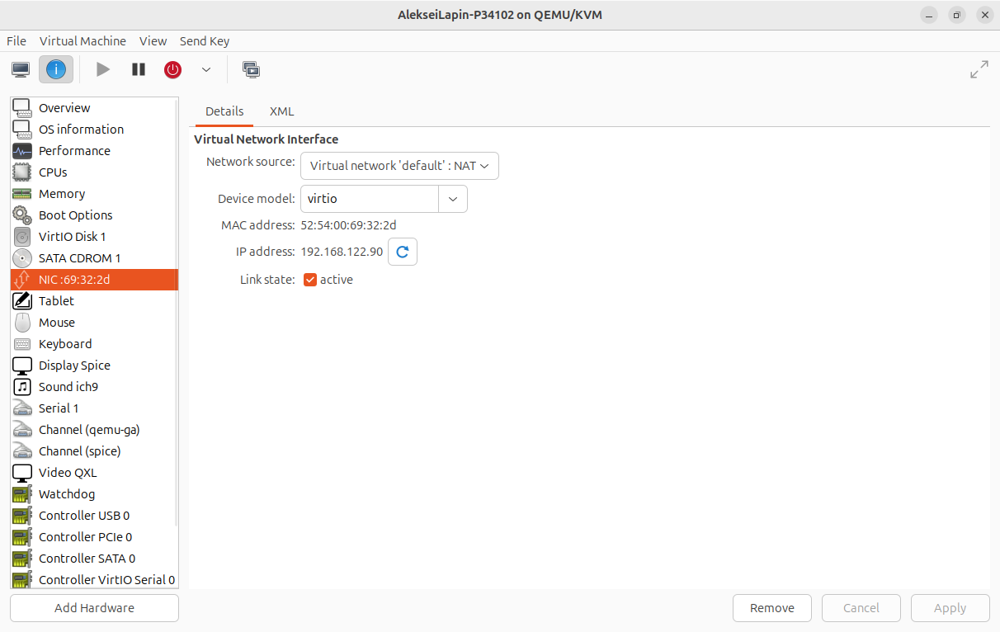 AlekseiLapin-P34102 on QEMU/KVM
File Virtual Machine View Send Key
Overview
OS information
Performance
CPUs
Memory
Boot Options
VirtIO Disk 1
SATA CDROM 1
NIC :69:32:2d
Tablet
Mouse
Keyboard
Display Spice
Sound ich9
Serial 1
Channel (qemu-ga)
Channel (spice)
Video QXL
Watchdog
Controller USB 0
Controller PCIe 0
Controller SATA 0
Controller VirtIO Serial 0
Add Hardware
Details XML
Virtual Network Interface
Network source: Virtual network 'default' : NAT
Device model: virtio
MAC address: 52:54:00:69:32:2d
IP address: 192.168.122.90
Link state: active
Remove Cancel Apply